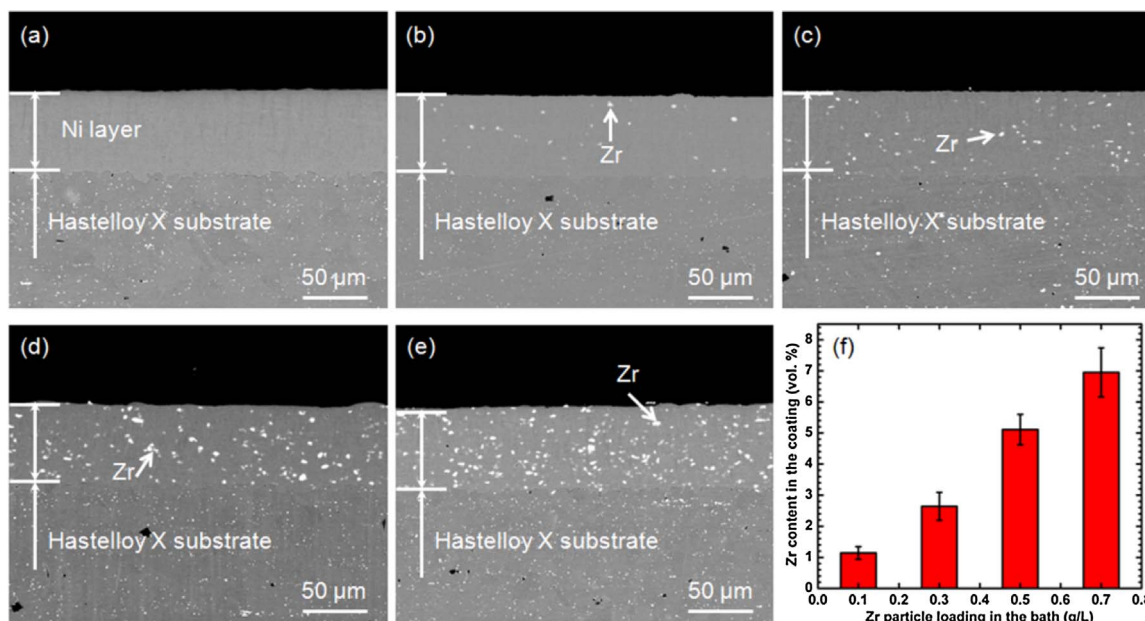 (a)
Ni layer
Hastelloy X substrate
50 μm
(b)
Zr
Hastelloy X substrate
50 μm
(c)
Zr
Hastelloy X substrate
50 μm
(d)
Zr
Hastelloy X substrate
50 μm
(e)
Zr
Hastelloy X substrate
50 μm
(f)
Zr content in the coating (vol. %)
8
7
6
5
4
3
2
1
0
0.0 0.1 0.2 0.3 0.4 0.5 0.6 0.7 0.8
Zr particle loading in the bath (g/L)